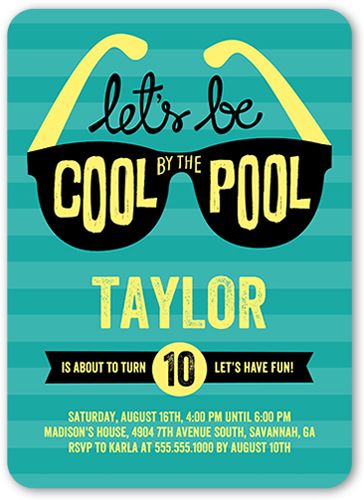 let's be
COOL BY THE POOL
TAYLOR
IS ABOUT TO TURN 10 LET'S HAVE FUN!
SATURDAY, AUGUST 16TH, 4:00 PM UNTIL 6:00 PM
MADISON'S HOUSE, 4904 7TH AVENUE SOUTH, SAVANNAH, GA
RSVP TO KARLA AT 555.555.1000 BY AUGUST 10TH